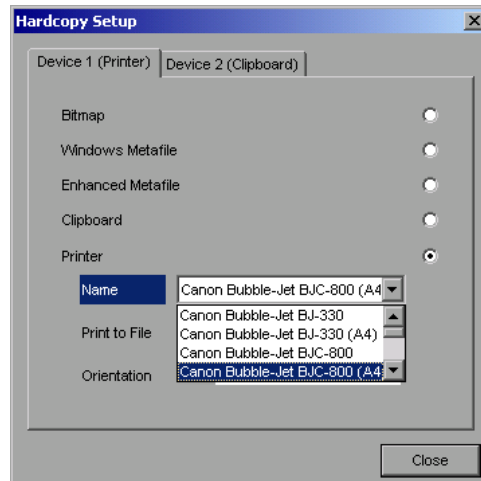 Hardcopy Setup
Device 1 (Printer) Device 2 (Clipboard)
Bitmap
Windows Metafile
Enhanced Metafile
Clipboard
Printer
Name Canon Bubble-Jet BJC-800 (A4
Canon Bubble-Jet BJ-330
Print to File Canon Bubble-Jet BJ-330 (A4)
Canon Bubble-Jet BJC-800
Orientation Canon Bubble-Jet BJC-800 (A4
Close